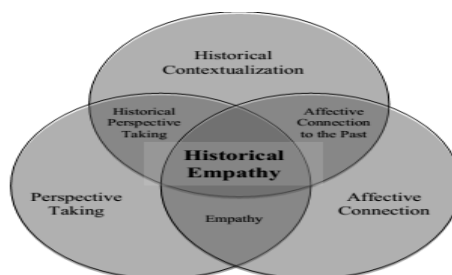 Historical
Contextualization
Historical
Perspective
Taking
Affective
Connection
to the Past
Historical
Empathy
Perspective
Taking
Empathy
Affective
Connection